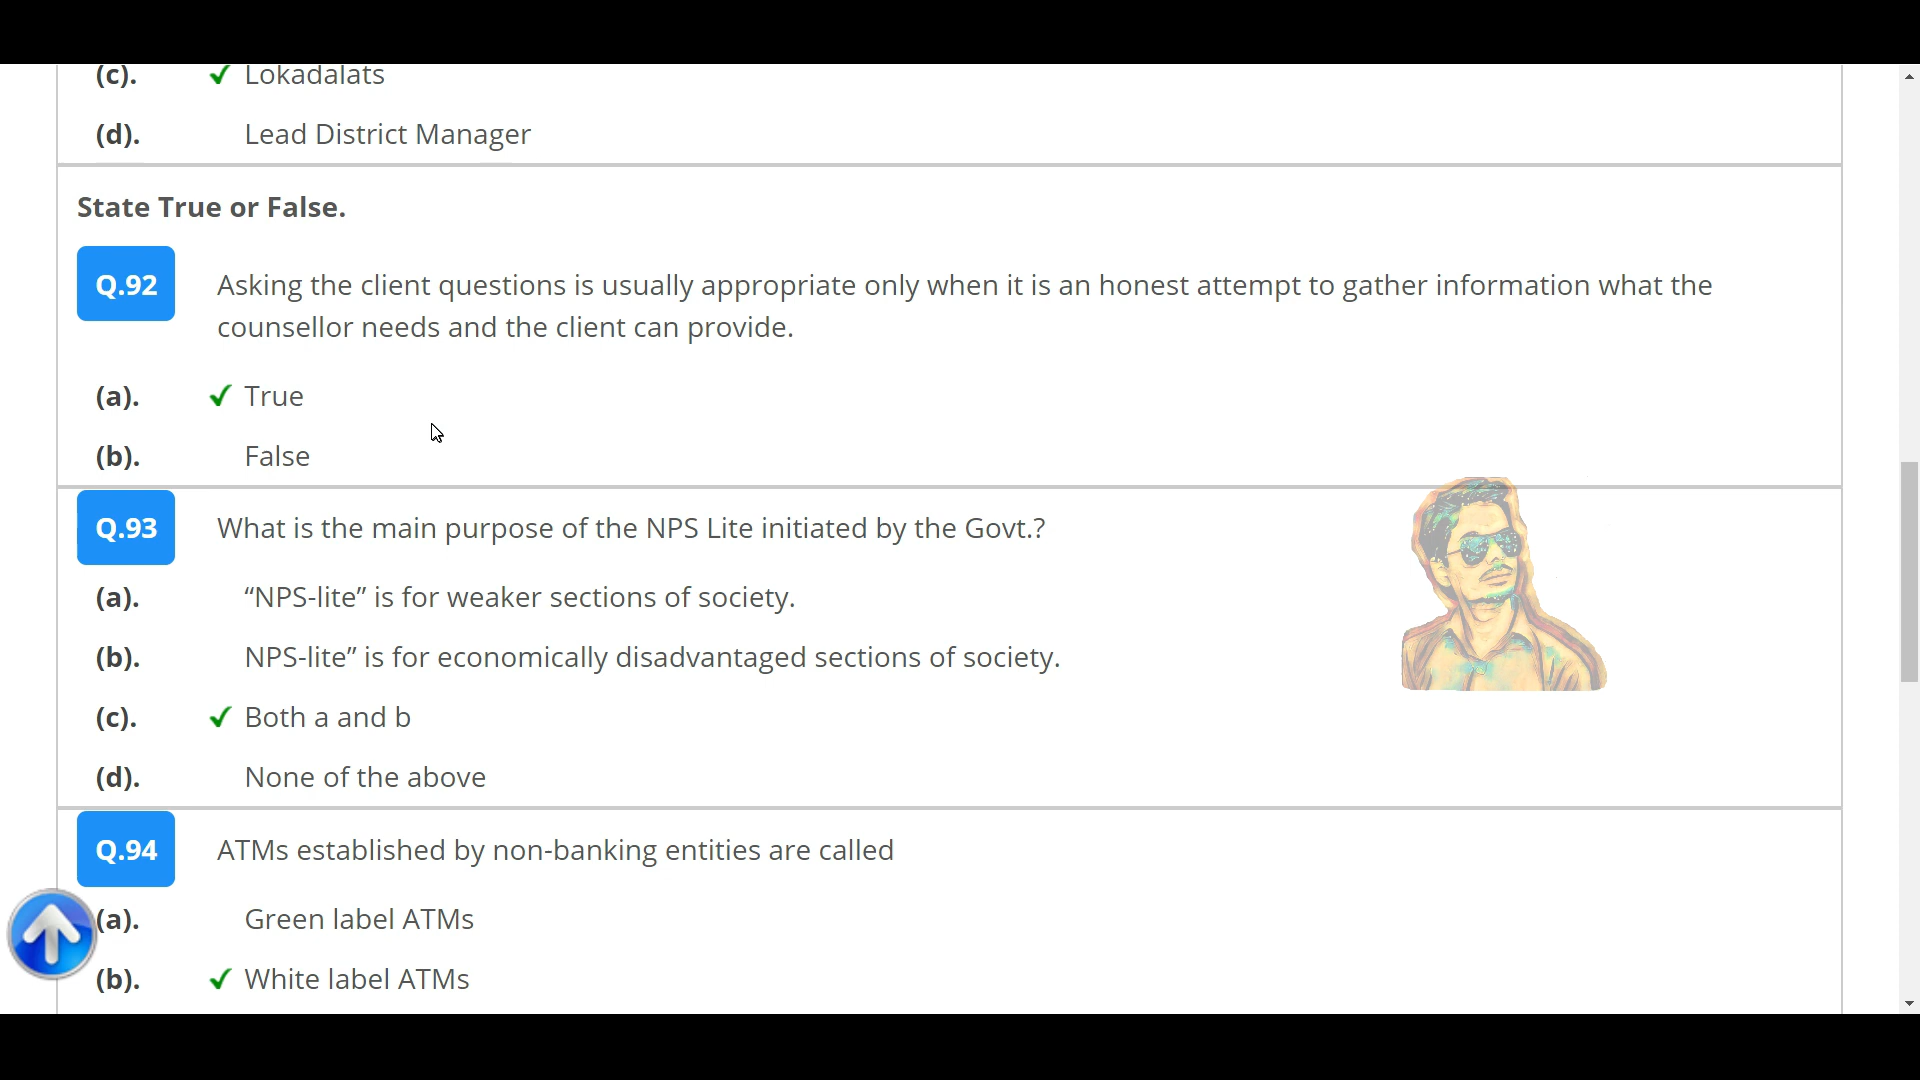 (c). ✓ Lokadalats
(d). Lead District Manager
State True or False.
Q.92 Asking the client questions is usually appropriate only when it is an honest attempt to gather information what the
counsellor needs and the client can provide.
(a). ✓ True
(b). False
Q.93 What is the main purpose of the NPS Lite initiated by the Govt.?
(a). “NPS-lite” is for weaker sections of society.
(b). NPS-lite” is for economically disadvantaged sections of society.
(c). ✓ Both a and b
(d). None of the above
Q.94 ATMs established by non-banking entities are called
(a). Green label ATMs
(b). ✓ White label ATMs